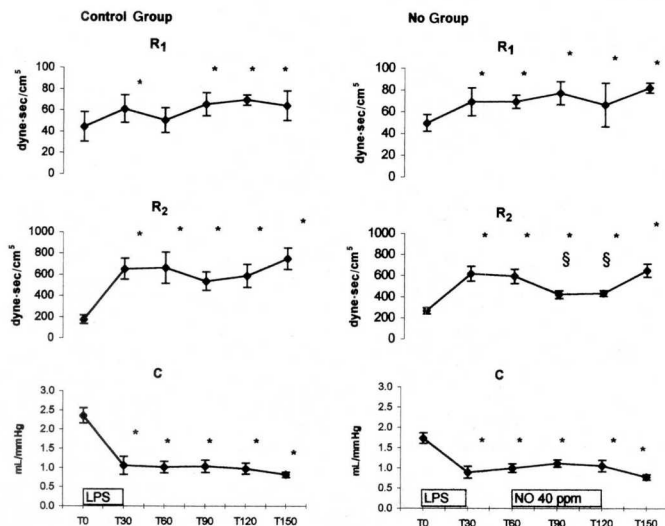 Control Group
No Group
R1
R1
dyne·sec/cm5
100
80
60
40
20
0
* * * *
dyne·sec/cm5
100
80
60
40
20
0
* * * * *
R2
R2
dyne·sec/cm5
1000
800
600
400
200
0
* * * * *
dyne·sec/cm5
1000
800
600
400
200
0
* * * * *
§ §
C
C
mL/mmHg
3.0
2.5
2.0
1.5
1.0
0.5
0.0
* * * * *
LPS
T0 T30 T60 T90 T120 T150
mL/mmHg
3.0
2.5
2.0
1.5
1.0
0.5
0.0
* * * * *
LPS
NO 40 ppm
T0 T30 T60 T90 T120 T150